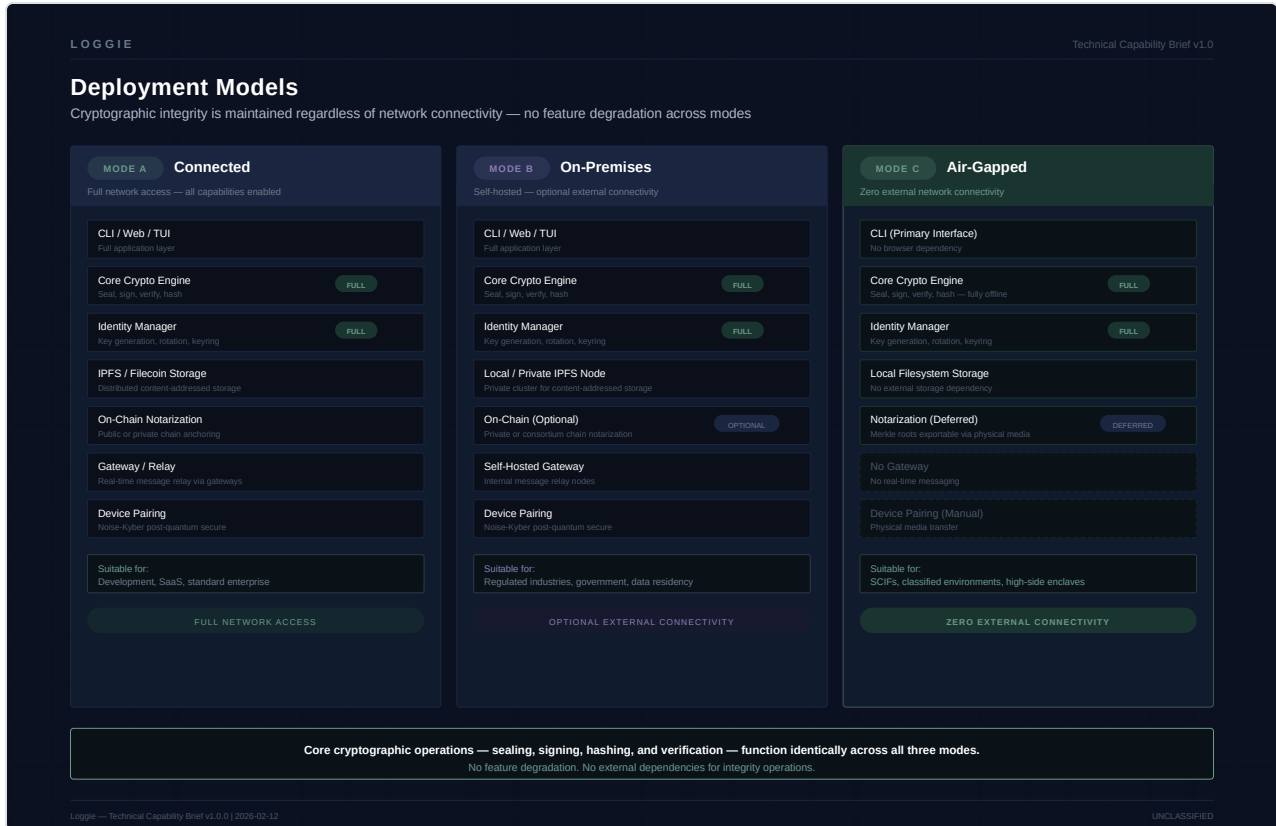 LOGGIE
Technical Capability Brief v1.0
Deployment Models
Cryptographic integrity is maintained regardless of network connectivity — no feature degradation across modes
MODE A
Connected
Full network access — all capabilities enabled
CLI / Web / TUI
Full application layer
Core Crypto Engine
Seal, sign, verify, hash
FULL
Identity Manager
Key generation, rotation, keyring
FULL
IPFS / Filecoin Storage
Distributed content-addressed storage
On-Chain Notarization
Public or private chain anchoring
Gateway / Relay
Real-time message relay via gateways
Device Pairing
Noise-Kyber post-quantum secure
Suitable for:
Development, SaaS, standard enterprise
FULL NETWORK ACCESS
MODE B
On-Premises
Self-hosted — optional external connectivity
CLI / Web / TUI
Full application layer
Core Crypto Engine
Seal, sign, verify, hash
FULL
Identity Manager
Key generation, rotation, keyring
FULL
Local / Private IPFS Node
Private cluster for content-addressed storage
On-Chain (Optional)
Private or consortium chain notarization
OPTIONAL
Self-Hosted Gateway
Internal message relay nodes
Device Pairing
Noise-Kyber post-quantum secure
Suitable for:
Regulated industries, government, data residency
OPTIONAL EXTERNAL CONNECTIVITY
MODE C
Air-Gapped
Zero external network connectivity
CLI (Primary Interface)
No browser dependency
Core Crypto Engine
Seal, sign, verify, hash — fully offline
FULL
Identity Manager
Key generation, rotation, keyring
FULL
Local Filesystem Storage
No external storage dependency
Notarization (Deferred)
Merkle roots exportable via physical media
DEFERRED
No Gateway
No real-time messaging
Device Pairing (Manual)
Physical media transfer
Suitable for:
SCIFs, classified environments, high-side enclaves
ZERO EXTERNAL CONNECTIVITY
Core cryptographic operations — sealing, signing, hashing, and verification — function identically across all three modes.
No feature degradation. No external dependencies for integrity operations.
Loggie — Technical Capability Brief v1.0.0 | 2026-02-12
UNCLASSIFIED